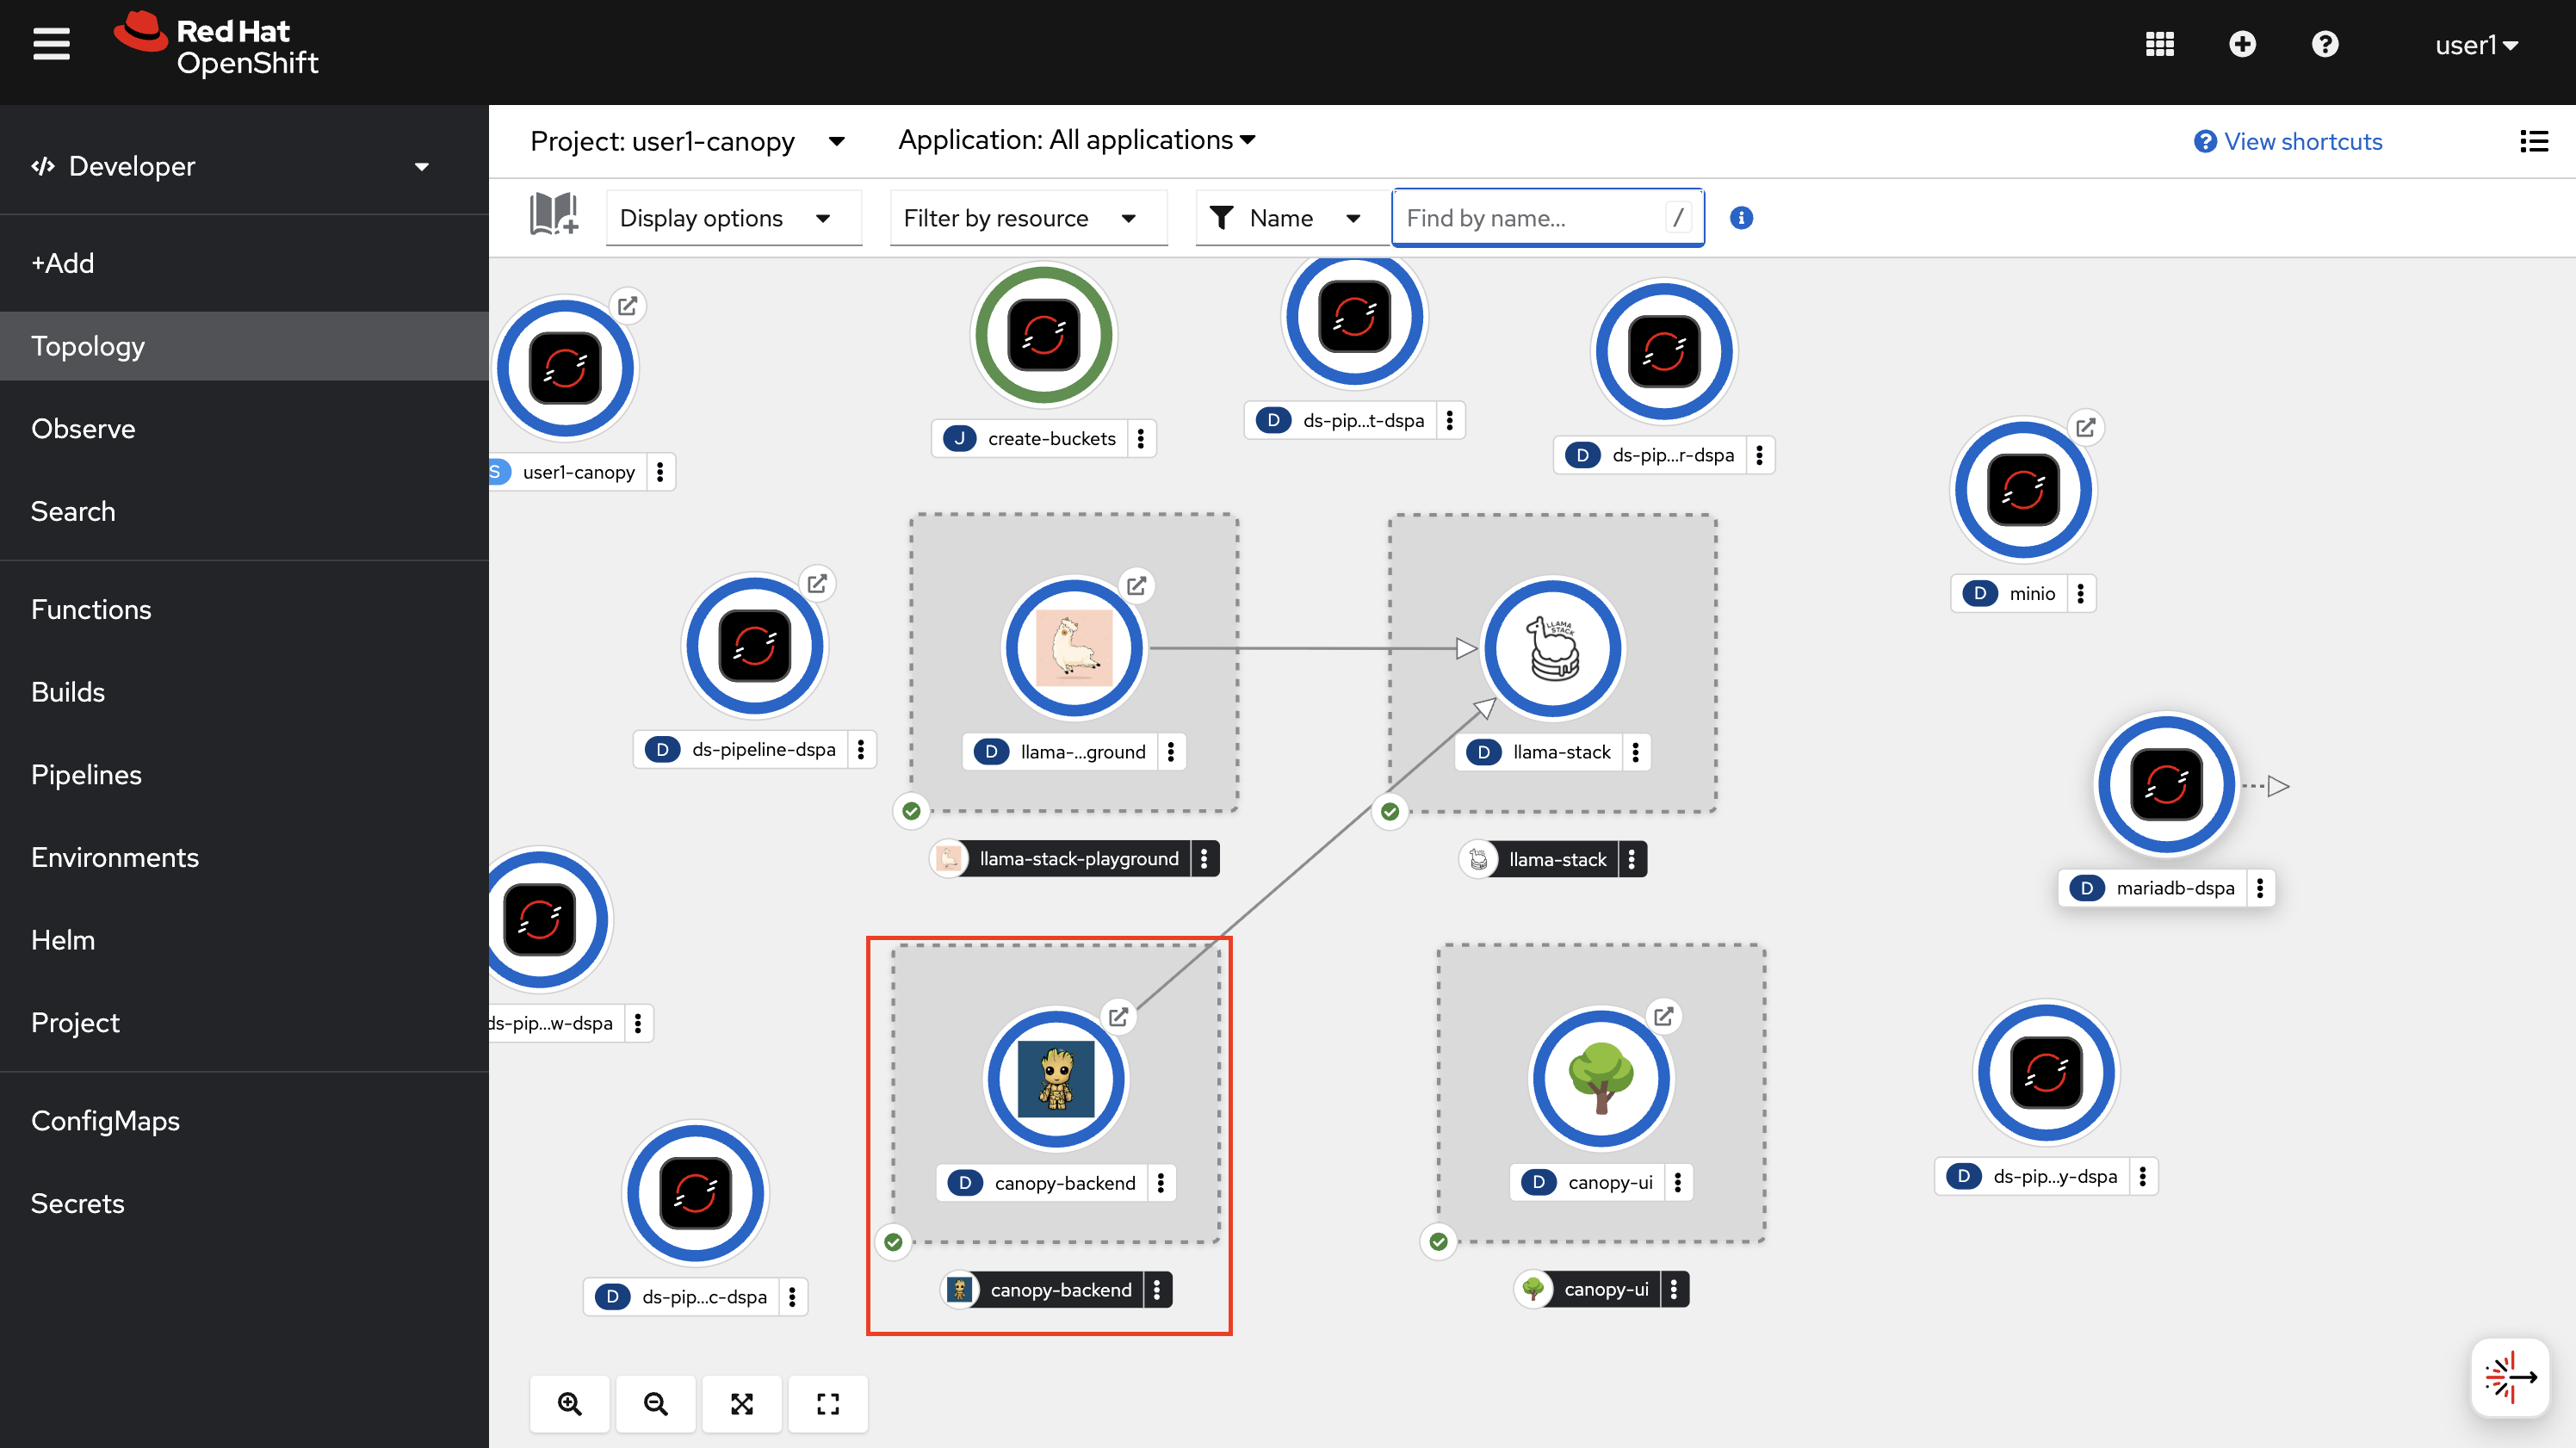 Red Hat
OpenShift
user1
Developer
+Add
Topology
Observe
Search
Functions
Builds
Pipelines
Environments
Helm
Project
ConfigMaps
Secrets
Project: user1-canopy
Application: All applications
View shortcuts
Display options
Filter by resource
Name
Find by name...
/
S user1-canopy
J create-buckets
D ds-pip...t-dspa
D ds-pip...r-dspa
D minio
D ds-pipeline-dspa
LLAMA STACK
D llama-...ground
D llama-stack
llama-stack-playground
llama-stack
D mariadb-dspa
ds-pip...w-dspa
D canopy-backend
D canopy-ui
D ds-pip...y-dspa
D ds-pip...c-dspa
canopy-backend
canopy-ui